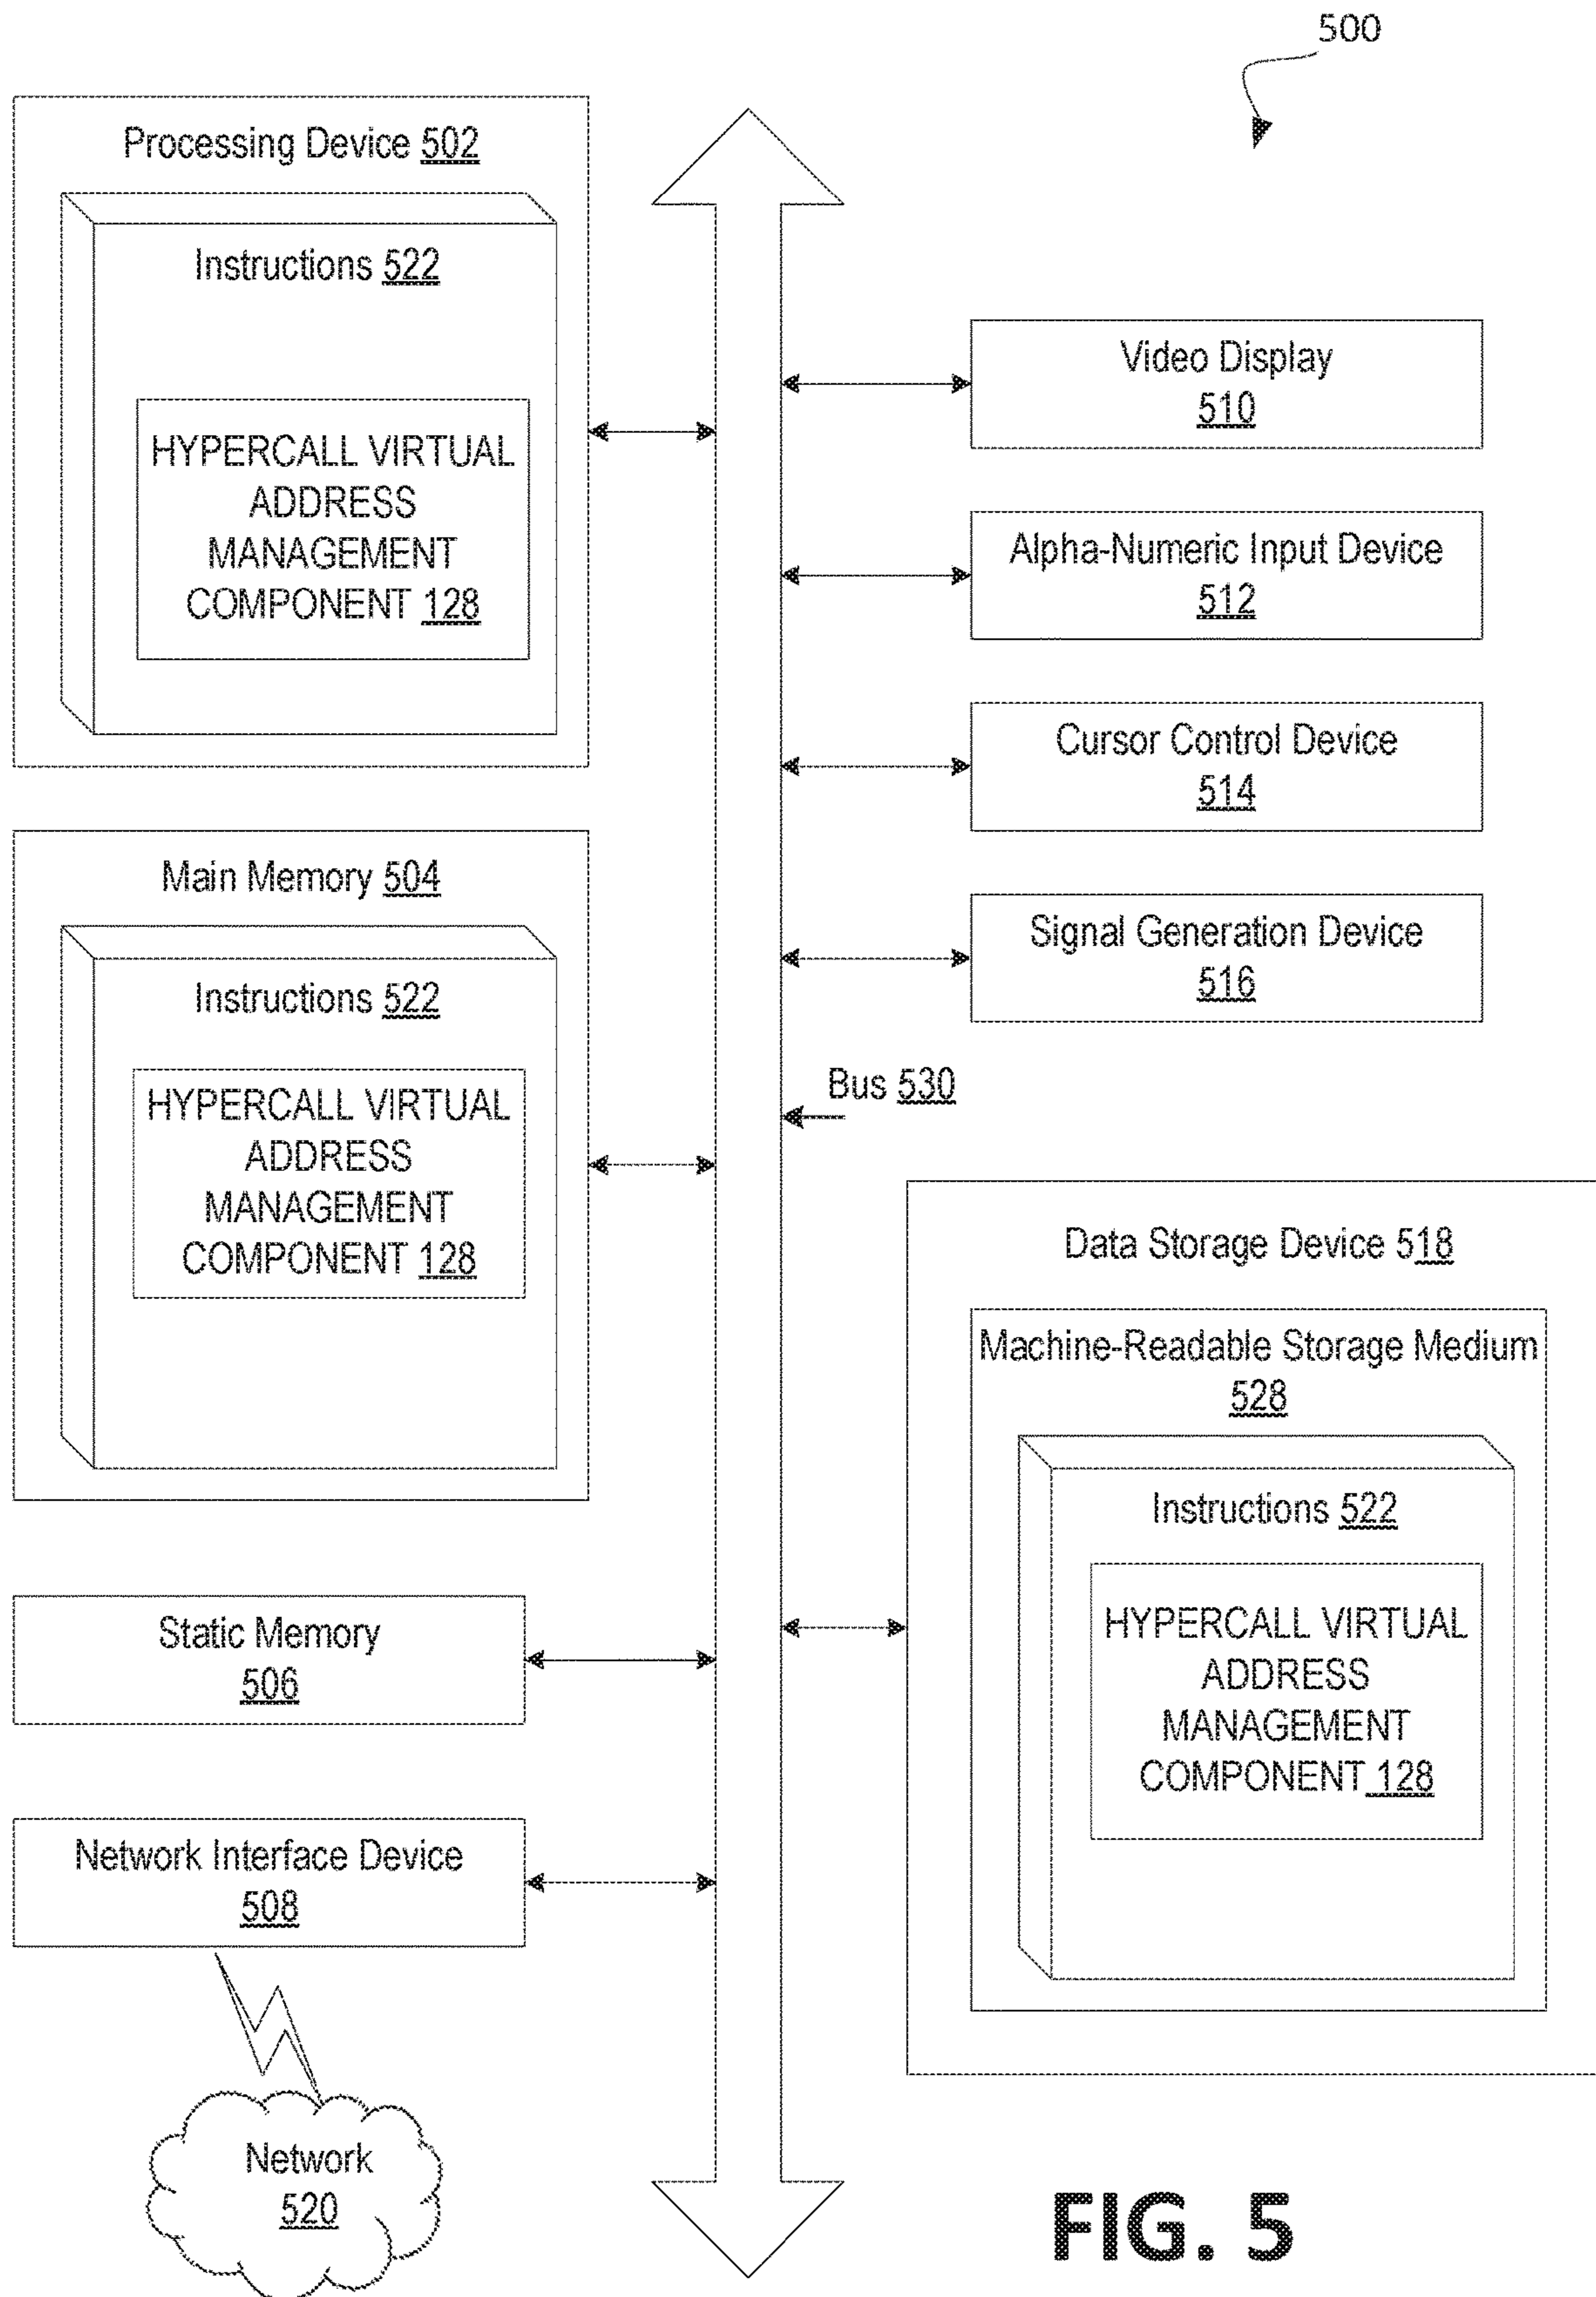 500
Processing Device 502
Instructions 522
HYPERCALL VIRTUAL
ADDRESS
MANAGEMENT
COMPONENT 128
Main Memory 504
Instructions 522
HYPERCALL VIRTUAL
ADDRESS
MANAGEMENT
COMPONENT 128
Static Memory
506
Network Interface Device
508
Network
520
Video Display
510
Alpha-Numeric Input Device
512
Cursor Control Device
514
Signal Generation Device
516
Bus 530
Data Storage Device 518
Machine-Readable Storage Medium
528
Instructions 522
HYPERCALL VIRTUAL
ADDRESS
MANAGEMENT
COMPONENT 128
FIG. 5